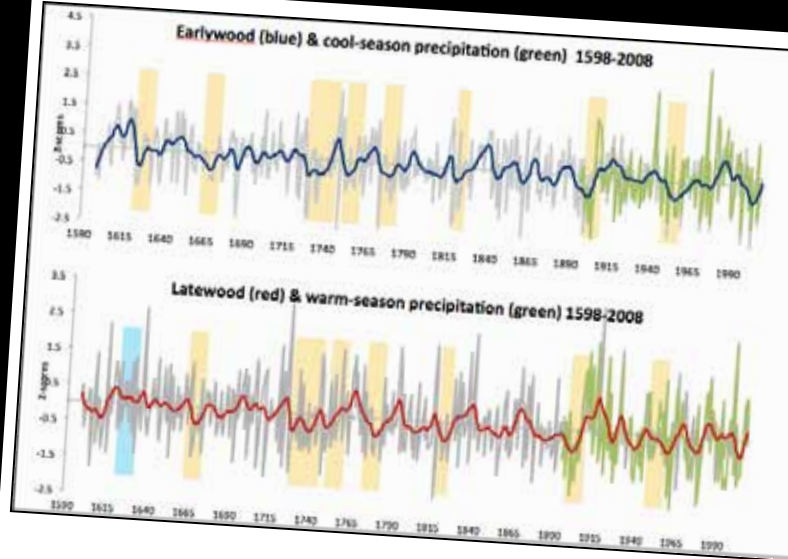 4.5
Earlywood (blue) & cool-season precipitation (green) 1598-2008
3.5
2.5
1.5
0.5
Z-scores
-0.5
-1.5
-2.5
1590 1615 1640 1665 1690 1715 1740 1765 1790 1815 1840 1865 1890 1915 1940 1965 1990
3.5
Latewood (red) & warm-season precipitation (green) 1598-2008
2.5
1.5
0.5
Z-scores
-0.5
-1.5
-2.5
1590 1615 1640 1665 1690 1715 1740 1765 1790 1815 1840 1865 1890 1915 1940 1965 1990